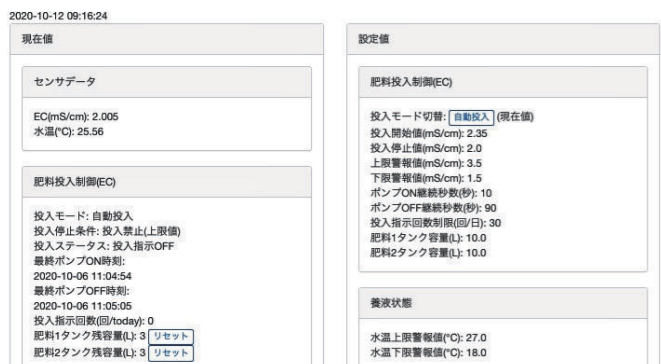 2020-10-12 09:16:24
現在値
センサデータ
EC(mS/cm): 2.005
水温(°C): 25.56
肥料投入制御(EC)
投入モード: 自動投入
投入停止条件: 投入禁止(上限値)
投入ステータス: 投入指示OFF
最終ポンプON時刻:
2020-10-06 11:04:54
最終ポンプOFF時刻:
2020-10-06 11:05:05
投入指示回数(回/today): 0
肥料1タンク残容量(L): 3 リセット
肥料2タンク残容量(L): 3 リセット
設定値
肥料投入制御(EC)
投入モード切替: 自動投入 (現在値)
投入開始値(mS/cm): 2.35
投入停止値(mS/cm): 2.0
上限警報値(mS/cm): 3.5
下限警報値(mS/cm): 1.5
ポンプON継続秒数(秒): 10
ポンプOFF継続秒数(秒): 90
投入指示回数制限(回/日): 30
肥料1タンク容量(L): 10.0
肥料2タンク容量(L): 10.0
養液状態
水温上限警報値(°C): 27.0
水温下限警報値(°C): 18.0